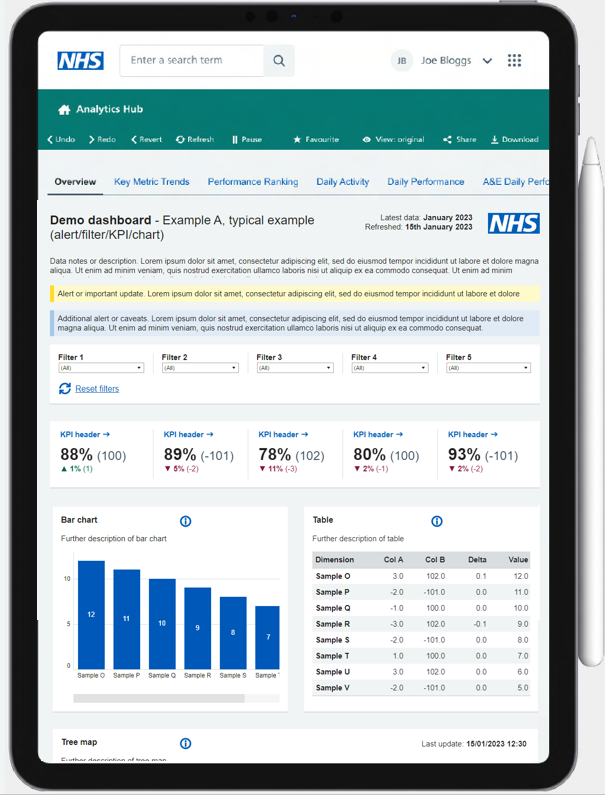 NHS
Enter a search term
JB Joe Bloggs
Analytics Hub
Undo Redo Revert Refresh Pause Favourite View: original Share Download
Overview Key Metric Trends Performance Ranking Daily Activity Daily Performance A&E Daily Perfo
Demo dashboard - Example A, typical example
(alert/filter/KPI/chart)
Latest data: January 2023
Refreshed: 15th January 2023
NHS
Data notes or description. Lorem ipsum dolor sit amet, consectetur adipiscing elit, sed do eiusmod tempor incididunt ut labore et dolore magna
aliqua. Ut enim ad minim veniam, quis nostrud exercitation ullamco laboris nisi ut aliquip ex ea commodo consequat. Ut enim ad minim
Alert or important update. Lorem ipsum dolor sit amet, consectetur adipiscing elit, sed do eiusmod tempor incididunt ut labore et dolore
Additional alert or caveats. Lorem ipsum dolor sit amet, consectetur adipiscing elit, sed do eiusmod tempor incididunt ut labore et dolore
magna aliqua. Ut enim ad minim veniam, quis nostrud exercitation ullamco laboris nisi ut aliquip ex ea commodo consequat.
Filter 1 Filter 2 Filter 3 Filter 4 Filter 5
(All) (All) (All) (All) (All)
Reset filters
KPI header → KPI header → KPI header → KPI header → KPI header →
88% (100) 89% (-101) 78% (102) 80% (100) 93% (-101)
▲ 1% (1) ▼ 5% (-2) ▼ 11% (-3) ▼ 2% (-1) ▼ 2% (-2)
Bar chart
Further description of bar chart
10
5
0
12 11 10 9 8 7
Sample O Sample P Sample Q Sample R Sample S Sample
Table
Further description of table
Dimension Col A Col B Delta Value
Sample O 3.0 102.0 0.1 12.0
Sample P -2.0 -101.0 0.0 11.0
Sample Q -1.0 100.0 0.0 10.0
Sample R -3.0 102.0 -0.1 9.0
Sample S -2.0 -101.0 0.0 8.0
Sample T 1.0 100.0 0.0 7.0
Sample U 3.0 102.0 0.0 6.0
Sample V -2.0 -101.0 0.0 5.0
Tree map
Last update: 15/01/2023 12:30
Further description of tree map